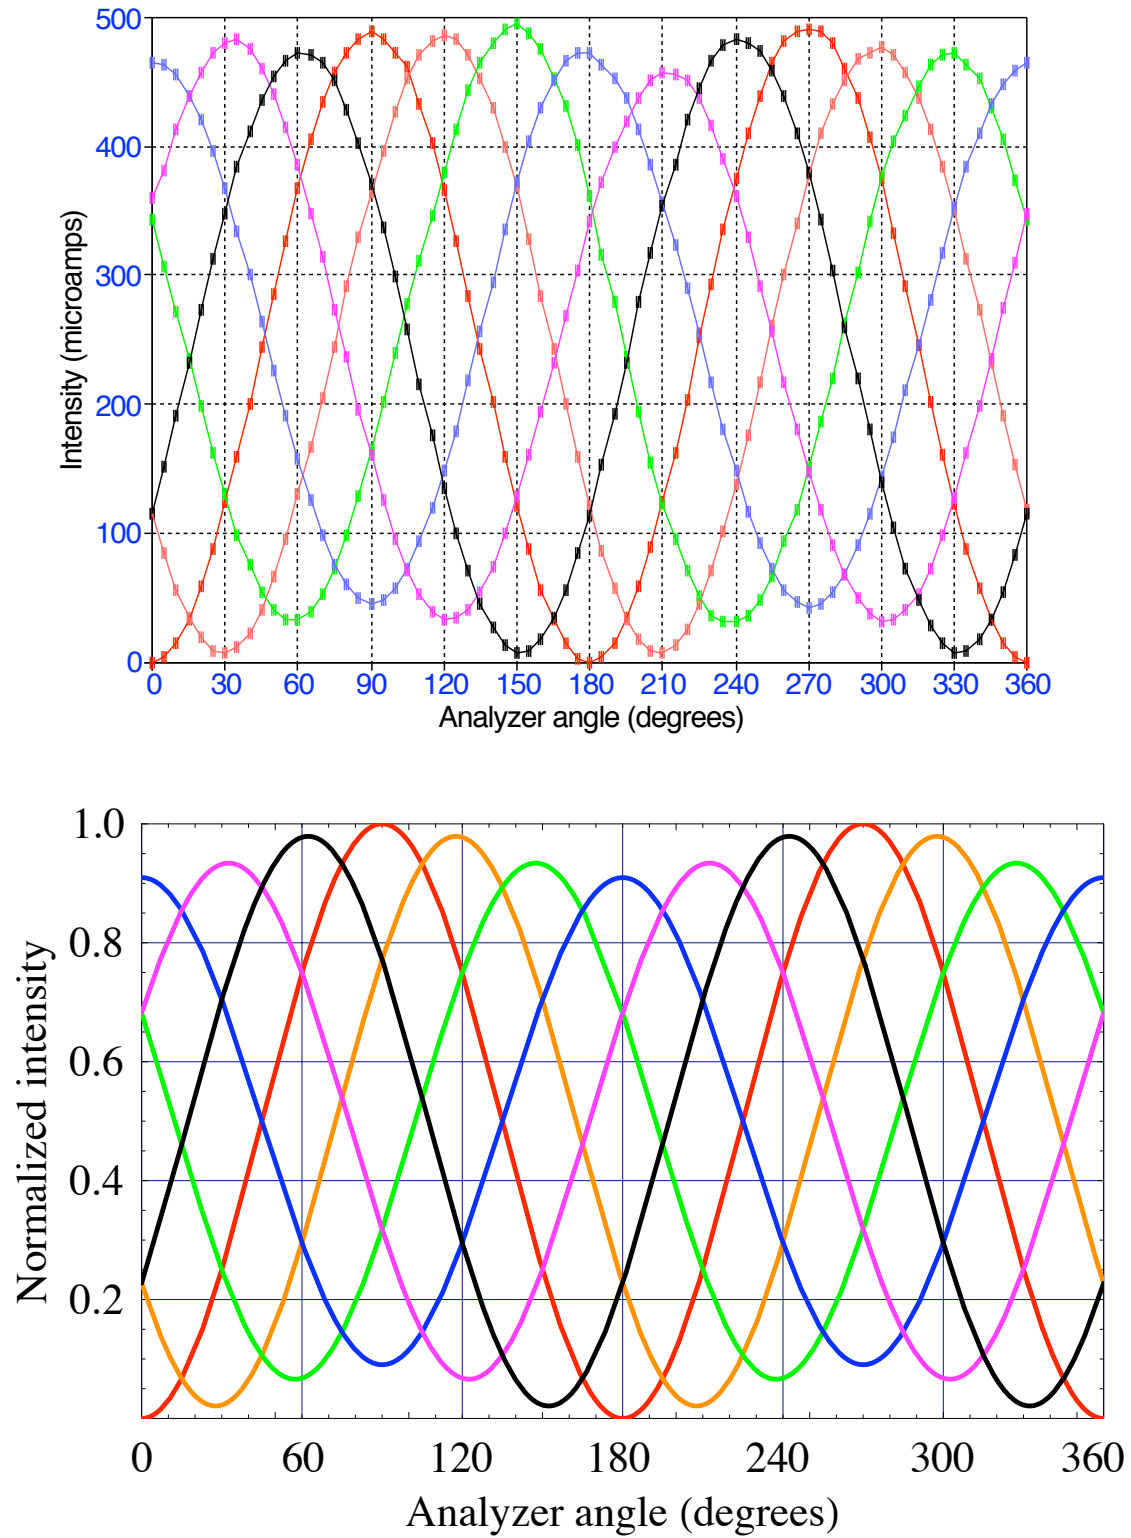 500
400
300
200
100
0
Intensity (microamps)
0 30 60 90 120 150 180 210 240 270 300 330 360
Analyzer angle (degrees)
1.0
0.8
0.6
0.4
0.2
Normalized intensity
0 60 120 180 240 300 360
Analyzer angle (degrees)